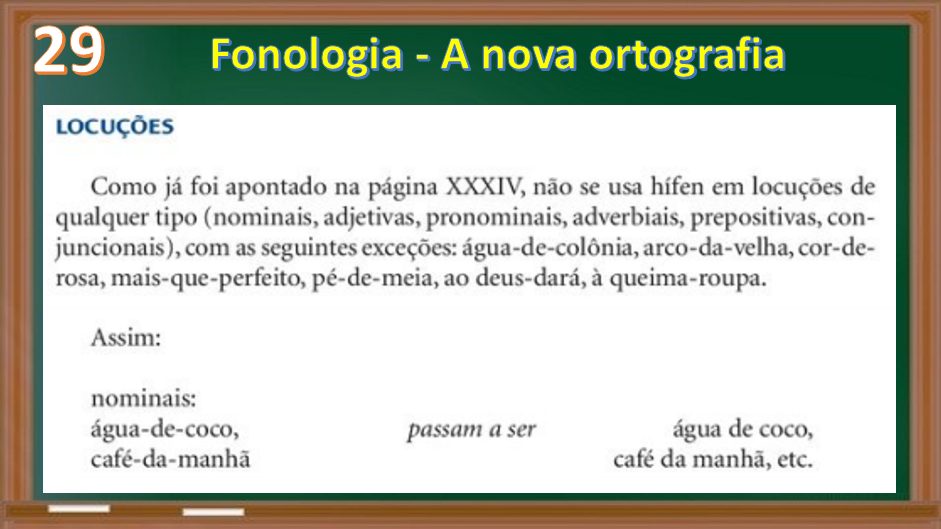 29
Fonologia - A nova ortografia
LOCUÇÕES
Como já foi apontado na página XXXIV, não se usa hífen em locuções de
qualquer tipo (nominais, adjetivas, pronominais, adverbiais, prepositivas, con-
juncionais), com as seguintes exceções: água-de-colônia, arco-da-velha, cor-de-
rosa, mais-que-perfeito, pé-de-meia, ao deus-dará, à queima-roupa.
Assim:
nominais:
água-de-coco, passam a ser água de coco,
café-da-manhã café da manhã, etc.